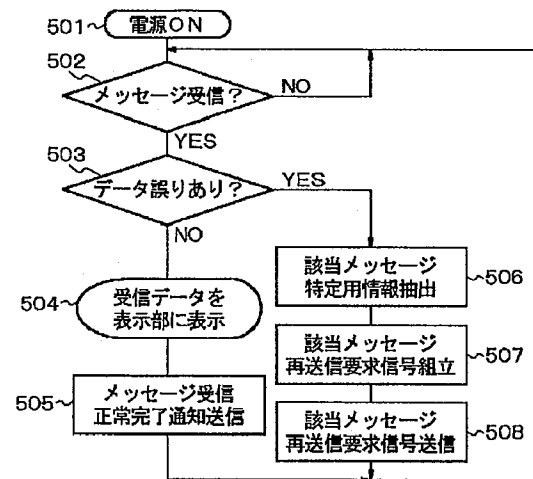 501
電源ON
502
メッセージ受信?
NO
YES
503
データ誤りあり?
YES
NO
504
受信データを
表示部に表示
505
メッセージ受信
正常完了通知送信
該当メッセージ
特定用情報抽出
506
該当メッセージ
再送信要求信号組立
507
該当メッセージ
再送信要求信号送信
508